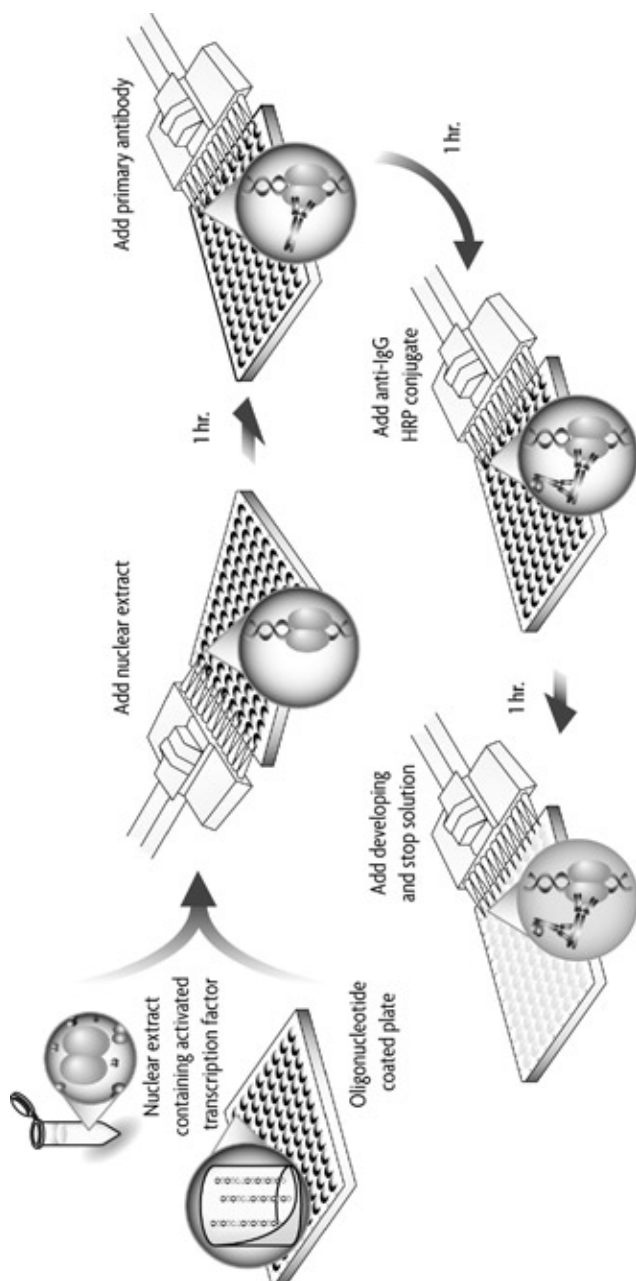 Nuclear extract
containing activated
transcription factor
Oligonucleotide
coated plate
Add nuclear extract
1 hr.
Add primary antibody
1 hr.
Add anti-IgG
HRP conjugate
1 hr.
Add developing
and stop solution